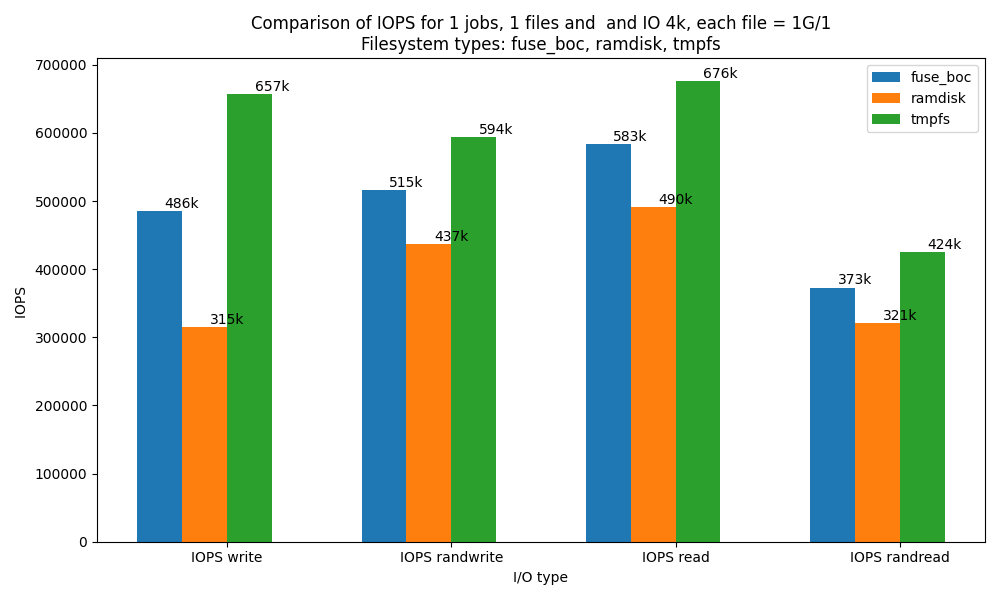 Comparison of IOPS for 1 jobs, 1 files and  and IO 4k, each file = 1G/1
Filesystem types: fuse_boc, ramdisk, tmpfs
fuse_boc
ramdisk
tmpfs
IOPS
700000
600000
500000
400000
300000
200000
100000
0
486k
315k
657k
515k
437k
594k
583k
490k
676k
373k
321k
424k
IOPS write
IOPS randwrite
IOPS read
IOPS randread
I/O type